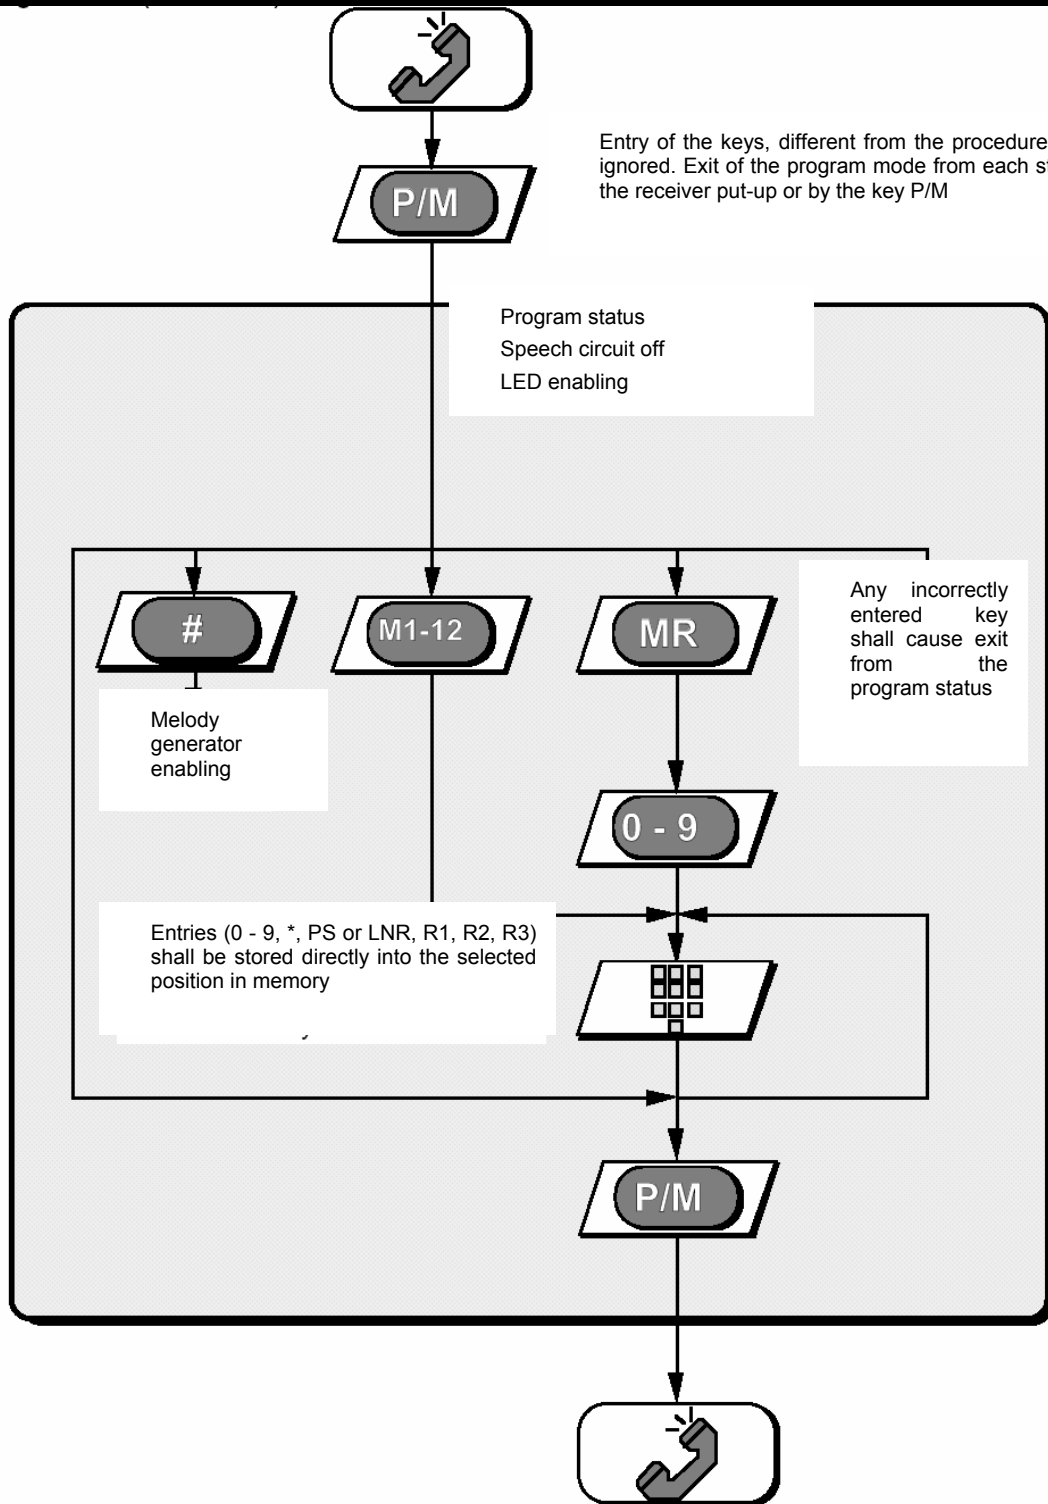 P/M
Entry of the keys, different from the procedure
ignored. Exit of the program mode from each
the receiver put-up or by the key P/M
Program status
Speech circuit off
LED enabling
#
M1-12
MR
Any incorrectly
entered key
shall cause exit
from the
program status
Melody
generator
enabling
0 - 9
Entries (0 - 9, *, PS or LNR, R1, R2, R3)
shall be stored directly into the selected
position in memory
P/M